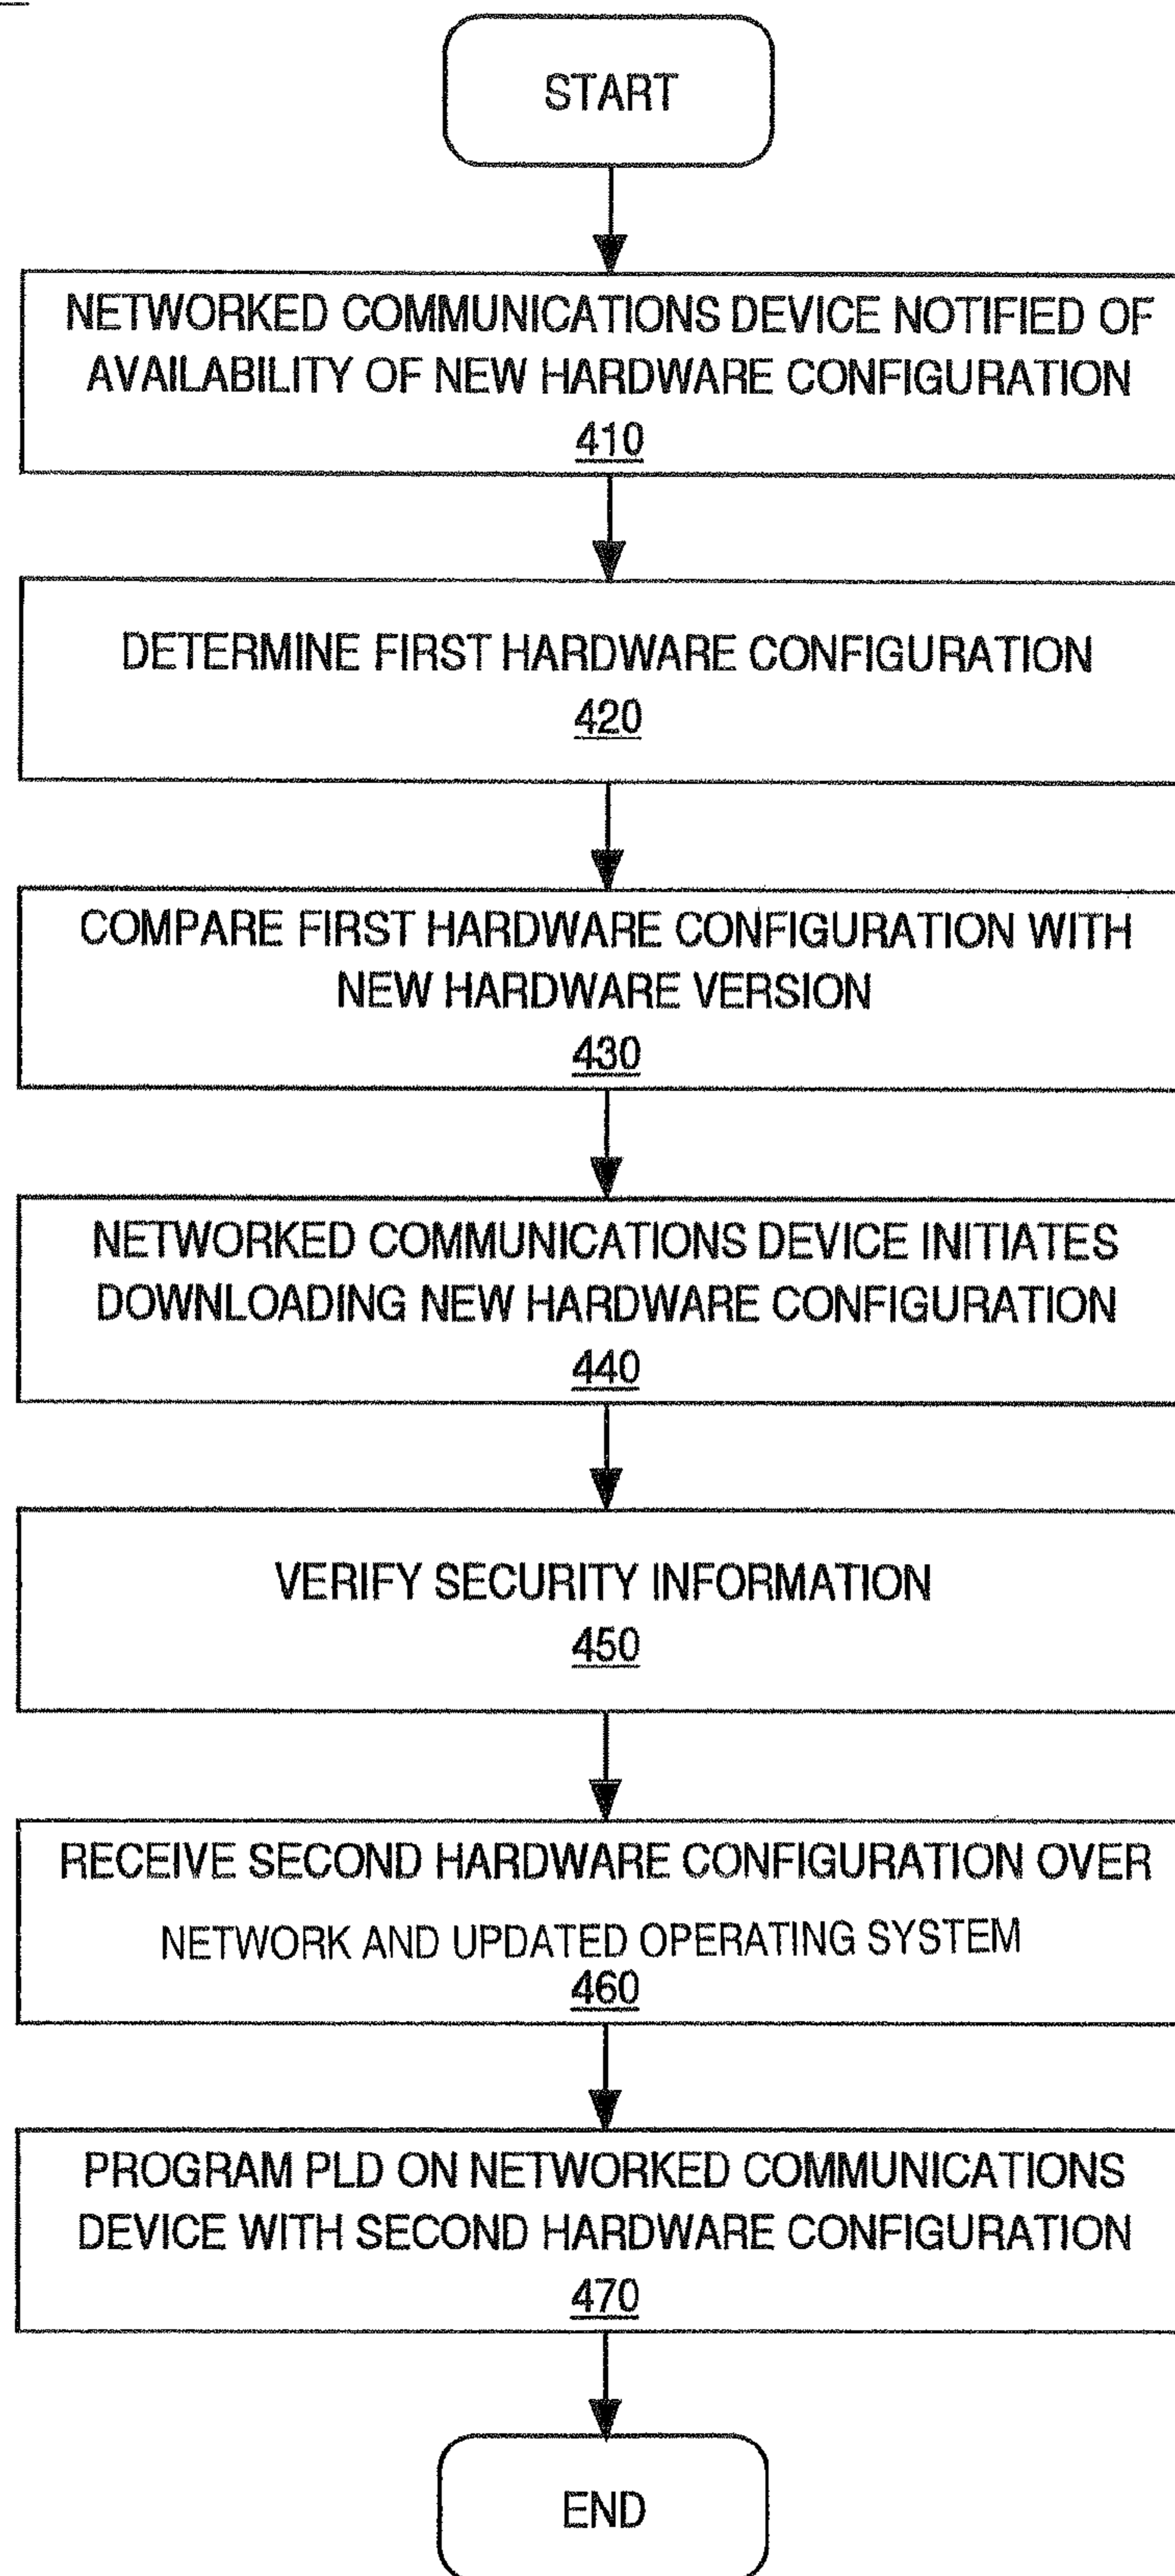 START
NETWORKED COMMUNICATIONS DEVICE NOTIFIED OF
AVAILABILITY OF NEW HARDWARE CONFIGURATION
410
DETERMINE FIRST HARDWARE CONFIGURATION
420
COMPARE FIRST HARDWARE CONFIGURATION WITH
NEW HARDWARE VERSION
430
NETWORKED COMMUNICATIONS DEVICE INITIATES
DOWNLOADING NEW HARDWARE CONFIGURATION
440
VERIFY SECURITY INFORMATION
450
RECEIVE SECOND HARDWARE CONFIGURATION OVER
NETWORK AND UPDATED OPERATING SYSTEM
460
PROGRAM PLD ON NETWORKED COMMUNICATIONS
DEVICE WITH SECOND HARDWARE CONFIGURATION
470
END